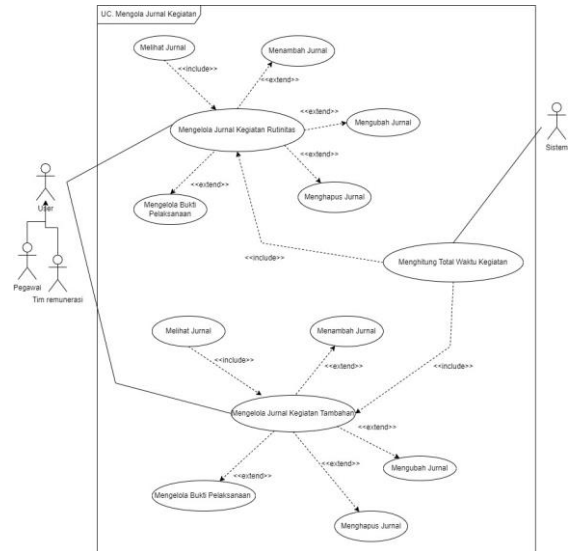 UC. Mengola Jurnal Kegiatan
Melihat Jurnal
Menambah Jurnal
<<include>>
<<extend>>
<<extend>>
Mengelola Jurnal Kegiatan Rutinitas
Mengubah Jurnal
Sistem
<<extend>>
<<extend>>
Mengelola Bukti
Pelaksanaan
Menghapus Jurnal
User
<<include>>
Menghitung Total Waktu Kegiatan
Pegawai
Tim remunerasi
Melihat Jurnal
Menambah Jurnal
<<include>>
<<extend>>
<<include>>
Mengelola Jurnal Kegiatan Tambahan
<<extend>>
<<extend>>
<<extend>>
Mengubah Jurnal
Mengelola Bukti Pelaksanaan
Menghapus Jurnal